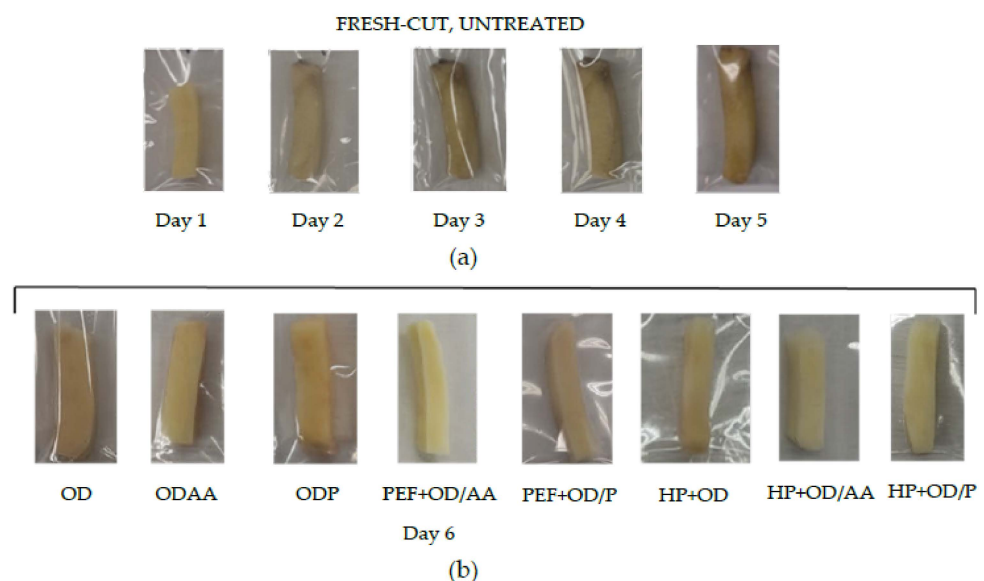 FRESH-CUT, UNTREATED
Day 1 Day 2 Day 3 Day 4 Day 5
(a)
OD ODAA ODP PEF+OD/AA PEF+OD/P HP+OD HP+OD/AA HP+OD/P
Day 6
(b)